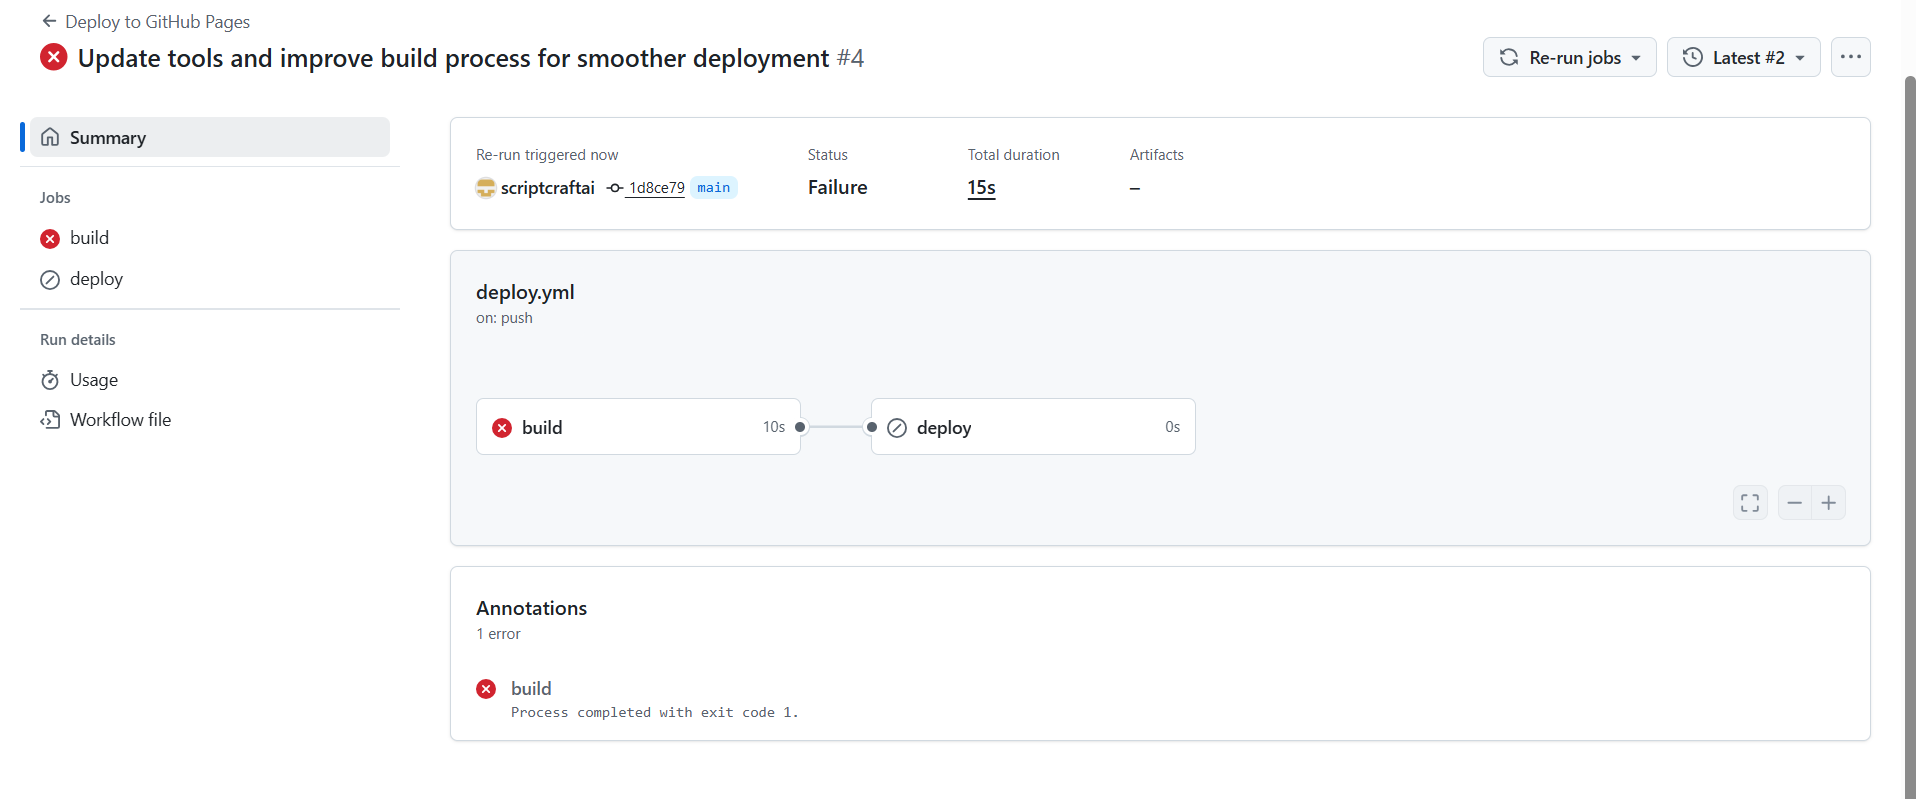 Deploy to GitHub Pages
Update tools and improve build process for smoother deployment #4
Re-run jobs
Latest #2
Summary
Jobs
build
deploy
Run details
Usage
Workflow file
Re-run triggered now
scriptcraftai 1d8ce79 main
Status
Failure
Total duration
15s
Artifacts
–
deploy.yml
on: push
build 10s
deploy 0s
Annotations
1 error
build
Process completed with exit code 1.